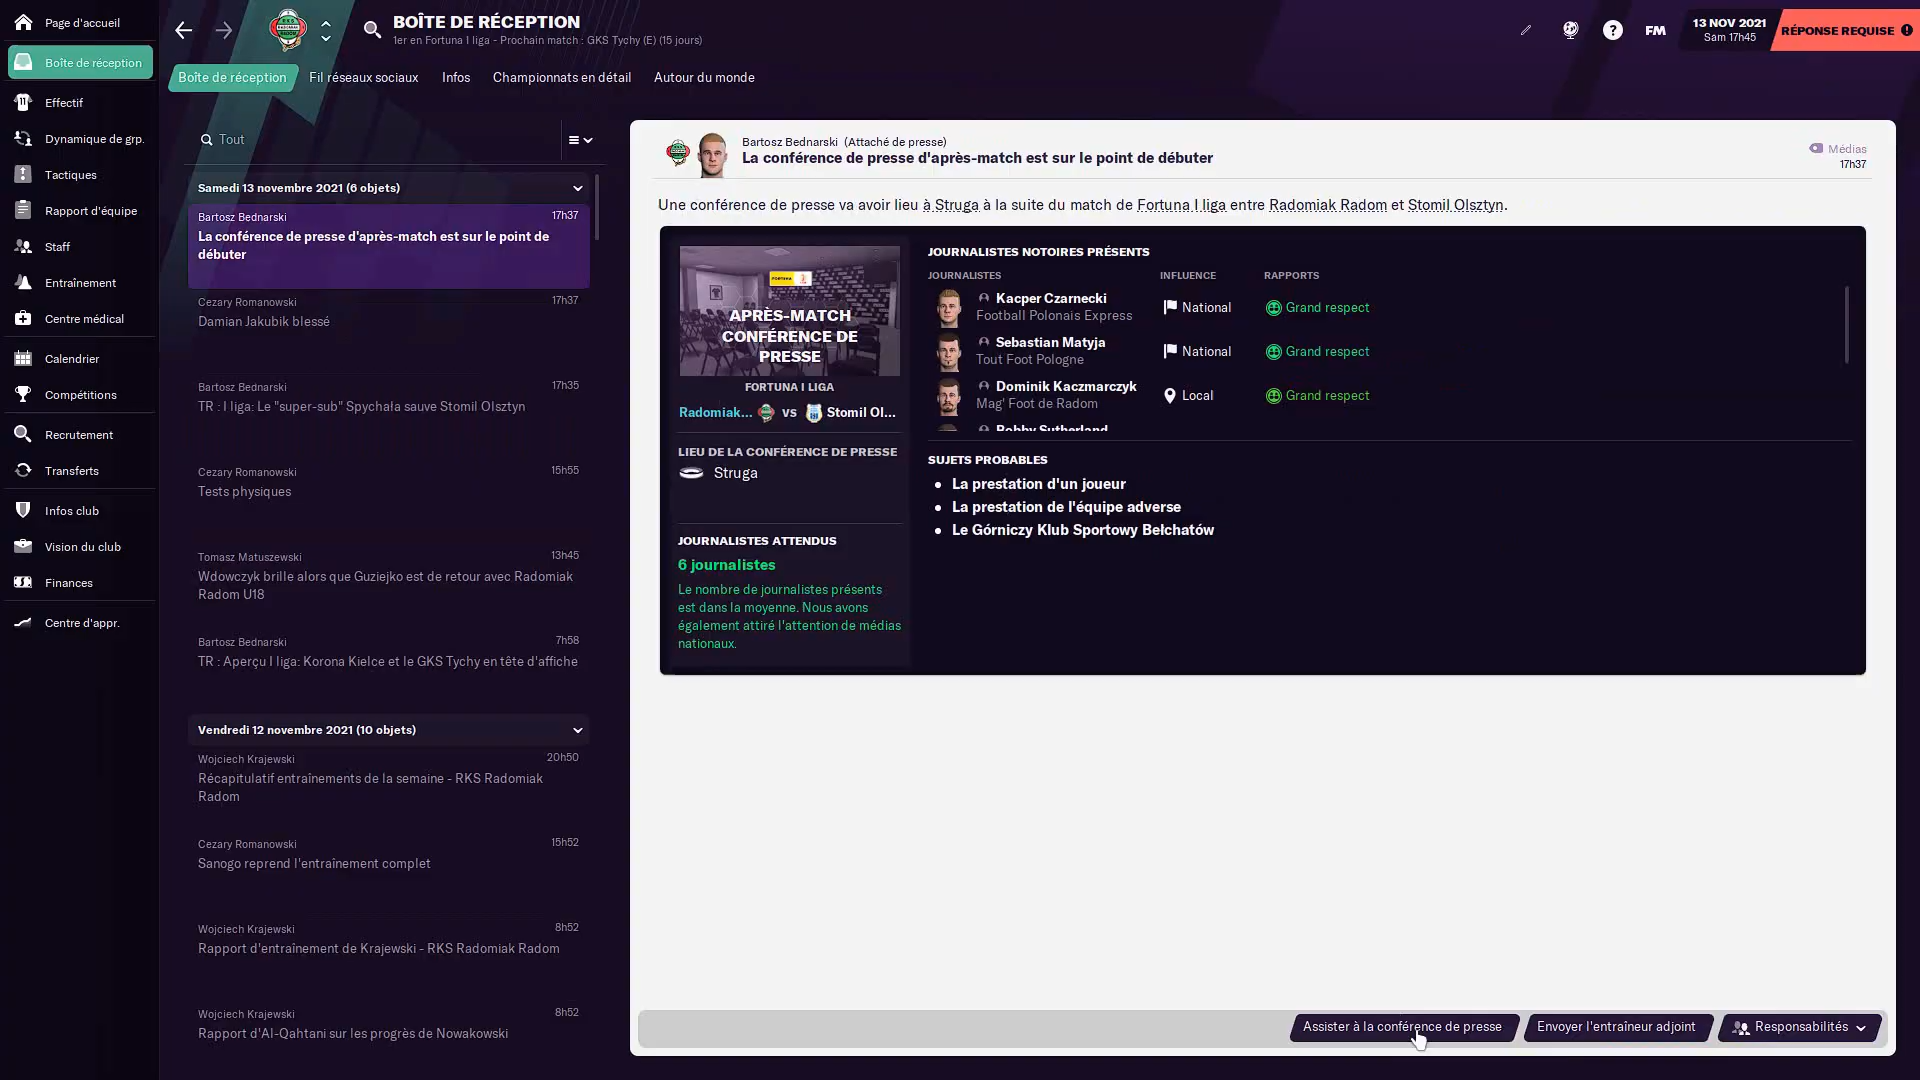 Page d'accueil
Boîte de réception
Effectif
Dynamique de grp.
Tactiques
Rapport d'équipe
Staff
Entraînement
Centre médical
Calendrier
Compétitions
Recrutement
Transferts
Infos club
Vision du club
Finances
Centre d'appr.
BOÎTE DE RÉCEPTION
1er en Fortuna I liga - Prochain match : GKS Tychy (E) (15 jours)
FM
13 NOV 2021
Sam 17h45
RÉPONSE REQUISE
Boîte de réception
Fil réseaux sociaux
Infos
Championnats en détail
Autour du monde
Tout
Samedi 13 novembre 2021 (6 objets)
Bartosz Bednarski 17h37
La conférence de presse d'après-match est sur le point de
débuter
Cezary Romanowski 17h37
Damian Jakubik blessé
Bartosz Bednarski 17h35
TR : I liga: Le "super-sub" Spychała sauve Stomil Olsztyn
Cezary Romanowski 15h55
Tests physiques
Tomasz Matuszewski 13h45
Wdowczyk brille alors que Guziejko est de retour avec Radomiak
Radom U18
Bartosz Bednarski 7h58
TR : Aperçu I liga: Korona Kielce et le GKS Tychy en tête d'affiche
Vendredi 12 novembre 2021 (10 objets)
Wojciech Krajewski 20h50
Récapitulatif entraînements de la semaine - RKS Radomiak
Radom
Cezary Romanowski 15h52
Sanogo reprend l'entraînement complet
Wojciech Krajewski 8h52
Rapport d'entraînement de Krajewski - RKS Radomiak Radom
Wojciech Krajewski 8h52
Rapport d'Al-Qahtani sur les progrès de Nowakowski
Bartosz Bednarski (Attaché de presse)
La conférence de presse d'après-match est sur le point de débuter
Médias
17h37
Une conférence de presse va avoir lieu à Struga à la suite du match de Fortuna I liga entre Radomiak Radom et Stomil Olsztyn.
APRÈS-MATCH
CONFÉRENCE DE
PRESSE
FORTUNA I LIGA
Radomiak... vs Stomil Ol...
LIEU DE LA CONFÉRENCE DE PRESSE
Struga
JOURNALISTES ATTENDUS
6 journalistes
Le nombre de journalistes présents
est dans la moyenne. Nous avons
également attiré l'attention de médias
nationaux.
JOURNALISTES NOTOIRES PRÉSENTS
JOURNALISTES INFLUENCE RAPPORTS
Kacper Czarnecki
Football Polonais Express
National
Grand respect
Sebastian Matyja
Tout Foot Pologne
National
Grand respect
Dominik Kaczmarczyk
Mag' Foot de Radom
Local
Grand respect
Bobby Sutherland
SUJETS PROBABLES
La prestation d'un joueur
La prestation de l'équipe adverse
Le Górniczy Klub Sportowy Bełchatów
Assister à la conférence de presse
Envoyer l'entraîneur adjoint
Responsabilités